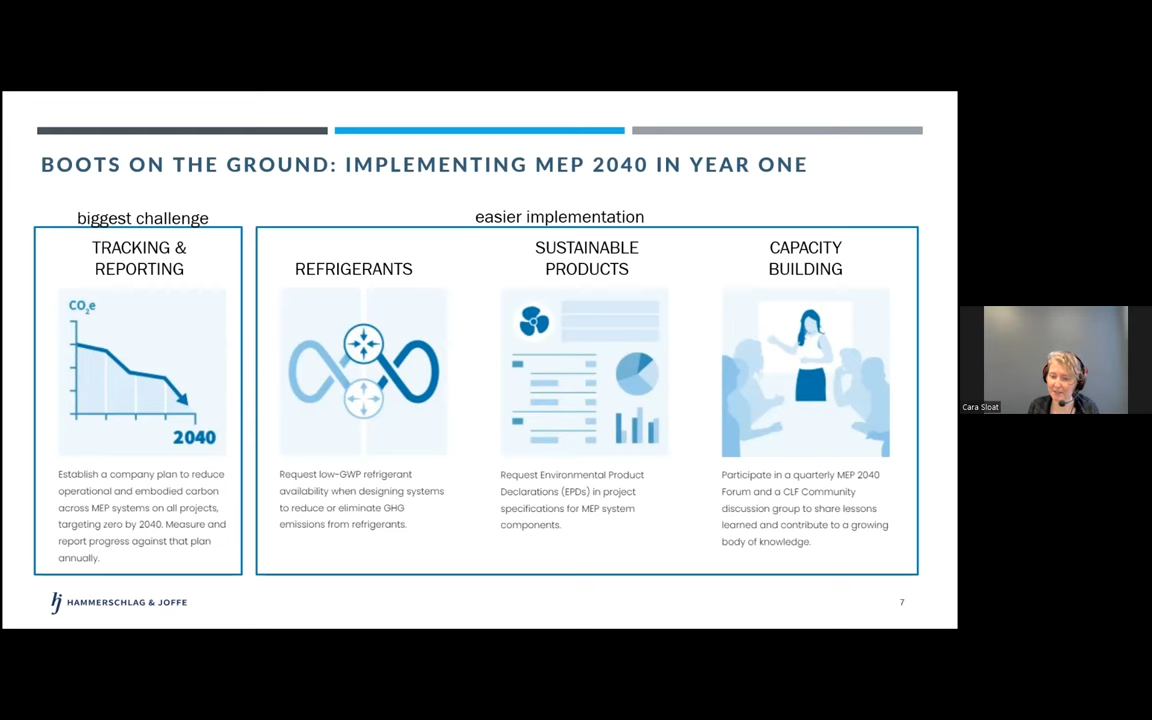 BOOTS ON THE GROUND: IMPLEMENTING MEP 2040 IN YEAR ONE
biggest challenge
TRACKING &
REPORTING
CO2e
2040
Establish a company plan to reduce
operational and embodied carbon
across MEP systems on all projects,
targeting zero by 2040. Measure and
report progress against that plan
annually.
easier implementation
REFRIGERANTS
Request low-GWP refrigerant
availability when designing systems
to reduce or eliminate GHG
emissions from refrigerants.
SUSTAINABLE
PRODUCTS
Request Environmental Product
Declarations (EPDs) in project
specifications for MEP system
components.
CAPACITY
BUILDING
Participate in a quarterly MEP 2040
Forum and a CLF Community
discussion group to share lessons
learned and contribute to a growing
body of knowledge.
hj HAMMERSCHLAG & JOFFE
7
Cara Sloat